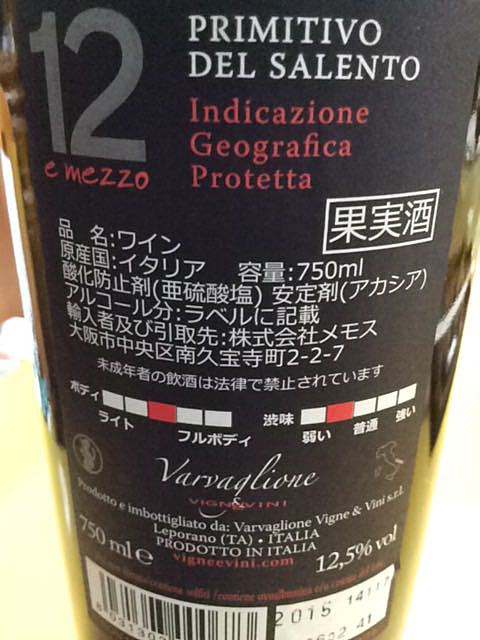 12
e mezzo
PRIMITIVO
DEL SALENTO
Indicazione
Geografica
Protetta
果実酒
品 名:ワイン
原産国:イタリア 容量:750ml
酸化防止剤(亜硫酸塩) 安定剤(アカシア)
アルコール分:ラベルに記載
輸入者及び引取先:株式会社メモス
大阪市中央区南久宝寺町2-2-7
未成年者の飲酒は法律で禁止されています
ボディ
ライト フルボディ
渋味
弱い 普通 強い
Varvaglione
VIGNE & VINI
Prodotto e imbottigliato da: Varvaglione Vigne & Vini s.r.l.
Leporano (TA) • ITALIA
PRODOTTO IN ITALIA
750 ml e
vigneevini.com
12,5% vol
2015 14117